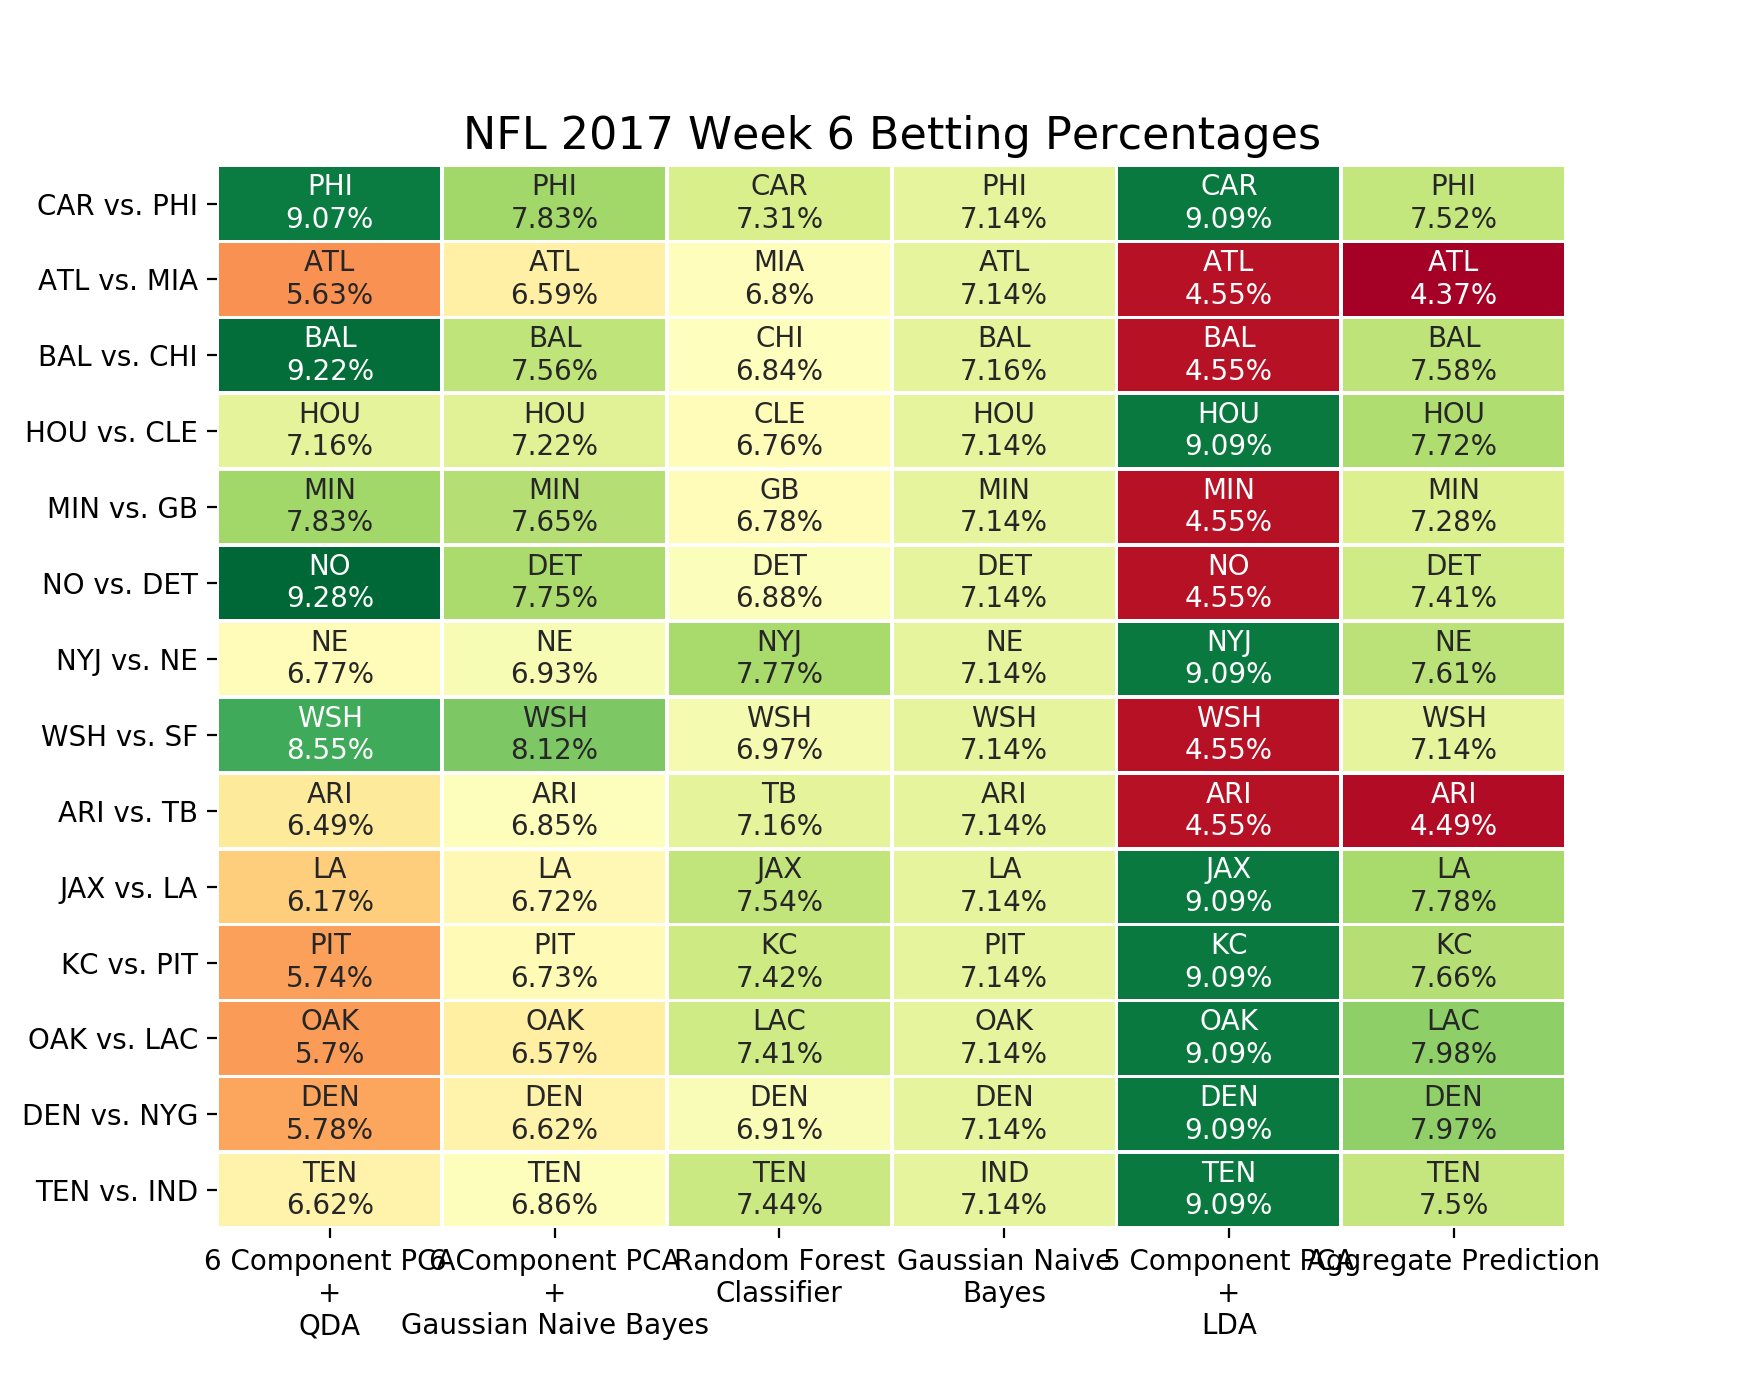 NFL 2017 Week 6 Betting Percentages
CAR vs. PHI
PHI
9.07%
PHI
7.83%
CAR
7.31%
PHI
7.14%
CAR
9.09%
PHI
7.52%
ATL vs. MIA
ATL
5.63%
ATL
6.59%
MIA
6.8%
ATL
7.14%
ATL
4.55%
ATL
4.37%
BAL vs. CHI
BAL
9.22%
BAL
7.56%
CHI
6.84%
BAL
7.16%
BAL
4.55%
BAL
7.58%
HOU vs. CLE
HOU
7.16%
HOU
7.22%
CLE
6.76%
HOU
7.14%
HOU
9.09%
HOU
7.72%
MIN vs. GB
MIN
7.83%
MIN
7.65%
GB
6.78%
MIN
7.14%
MIN
4.55%
MIN
7.28%
NO vs. DET
NO
9.28%
DET
7.75%
DET
6.88%
DET
7.14%
NO
4.55%
DET
7.41%
NYJ vs. NE
NE
6.77%
NE
6.93%
NYJ
7.77%
NE
7.14%
NYJ
9.09%
NE
7.61%
WSH vs. SF
WSH
8.55%
WSH
8.12%
WSH
6.97%
WSH
7.14%
WSH
4.55%
WSH
7.14%
ARI vs. TB
ARI
6.49%
ARI
6.85%
TB
7.16%
ARI
7.14%
ARI
4.55%
ARI
4.49%
JAX vs. LA
LA
6.17%
LA
6.72%
JAX
7.54%
LA
7.14%
JAX
9.09%
LA
7.78%
KC vs. PIT
PIT
5.74%
PIT
6.73%
KC
7.42%
PIT
7.14%
KC
9.09%
KC
7.66%
OAK vs. LAC
OAK
5.7%
OAK
6.57%
LAC
7.41%
OAK
7.14%
OAK
9.09%
LAC
7.98%
DEN vs. NYG
DEN
5.78%
DEN
6.62%
DEN
6.91%
DEN
7.14%
DEN
9.09%
DEN
7.97%
TEN vs. IND
TEN
6.62%
TEN
6.86%
TEN
7.44%
IND
7.14%
TEN
9.09%
TEN
7.5%
6 Component PCA
+
QDA
6 Component PCA
+
Gaussian Naive Bayes
Random Forest
Classifier
Gaussian Naive
Bayes
5 Component PCA
+
LDA
Aggregate Prediction